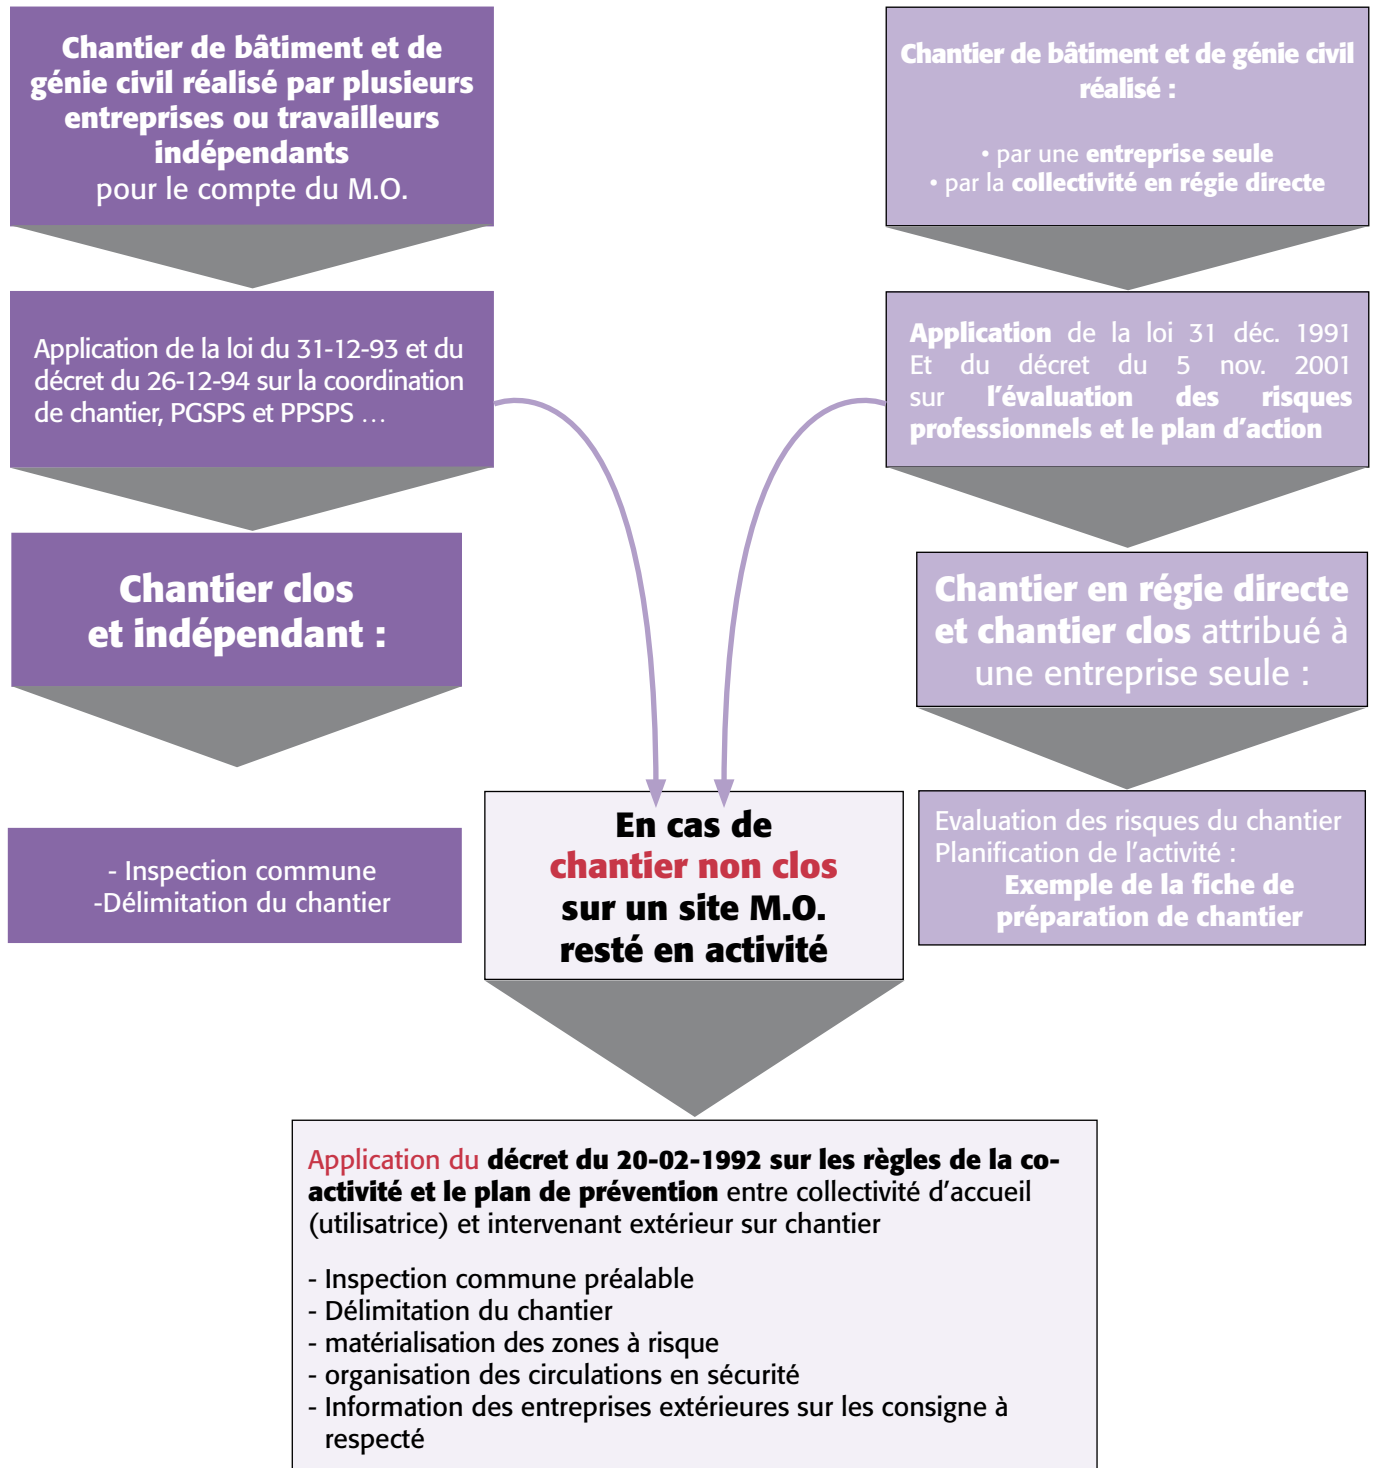 Chantier de bâtiment et de
génie civil réalisé par plusieurs
entreprises ou travailleurs
indépendants
pour le compte du M.O.
Application de la loi du 31-12-93 et du
décret du 26-12-94 sur la coordination
de chantier, PGSPS et PPSPS …
Chantier clos
et indépendant :
- Inspection commune
-Délimitation du chantier
Chantier de bâtiment et de génie civil
réalisé :
• par une entreprise seule
• par la collectivité en régie directe
Application de la loi 31 déc. 1991
Et du décret du 5 nov. 2001
sur l’évaluation des risques
professionnels et le plan d’action
Chantier en régie directe
et chantier clos attribué à
une entreprise seule :
Evaluation des risques du chantier
Planification de l’activité :
Exemple de la fiche de
préparation de chantier
En cas de
chantier non clos
sur un site M.O.
resté en activité
Application du décret du 20-02-1992 sur les règles de la co-
activité et le plan de prévention entre collectivité d’accueil
(utilisatrice) et intervenant extérieur sur chantier
- Inspection commune préalable
- Délimitation du chantier
- matérialisation des zones à risque
- organisation des circulations en sécurité
- Information des entreprises extérieures sur les consigne à
respecté